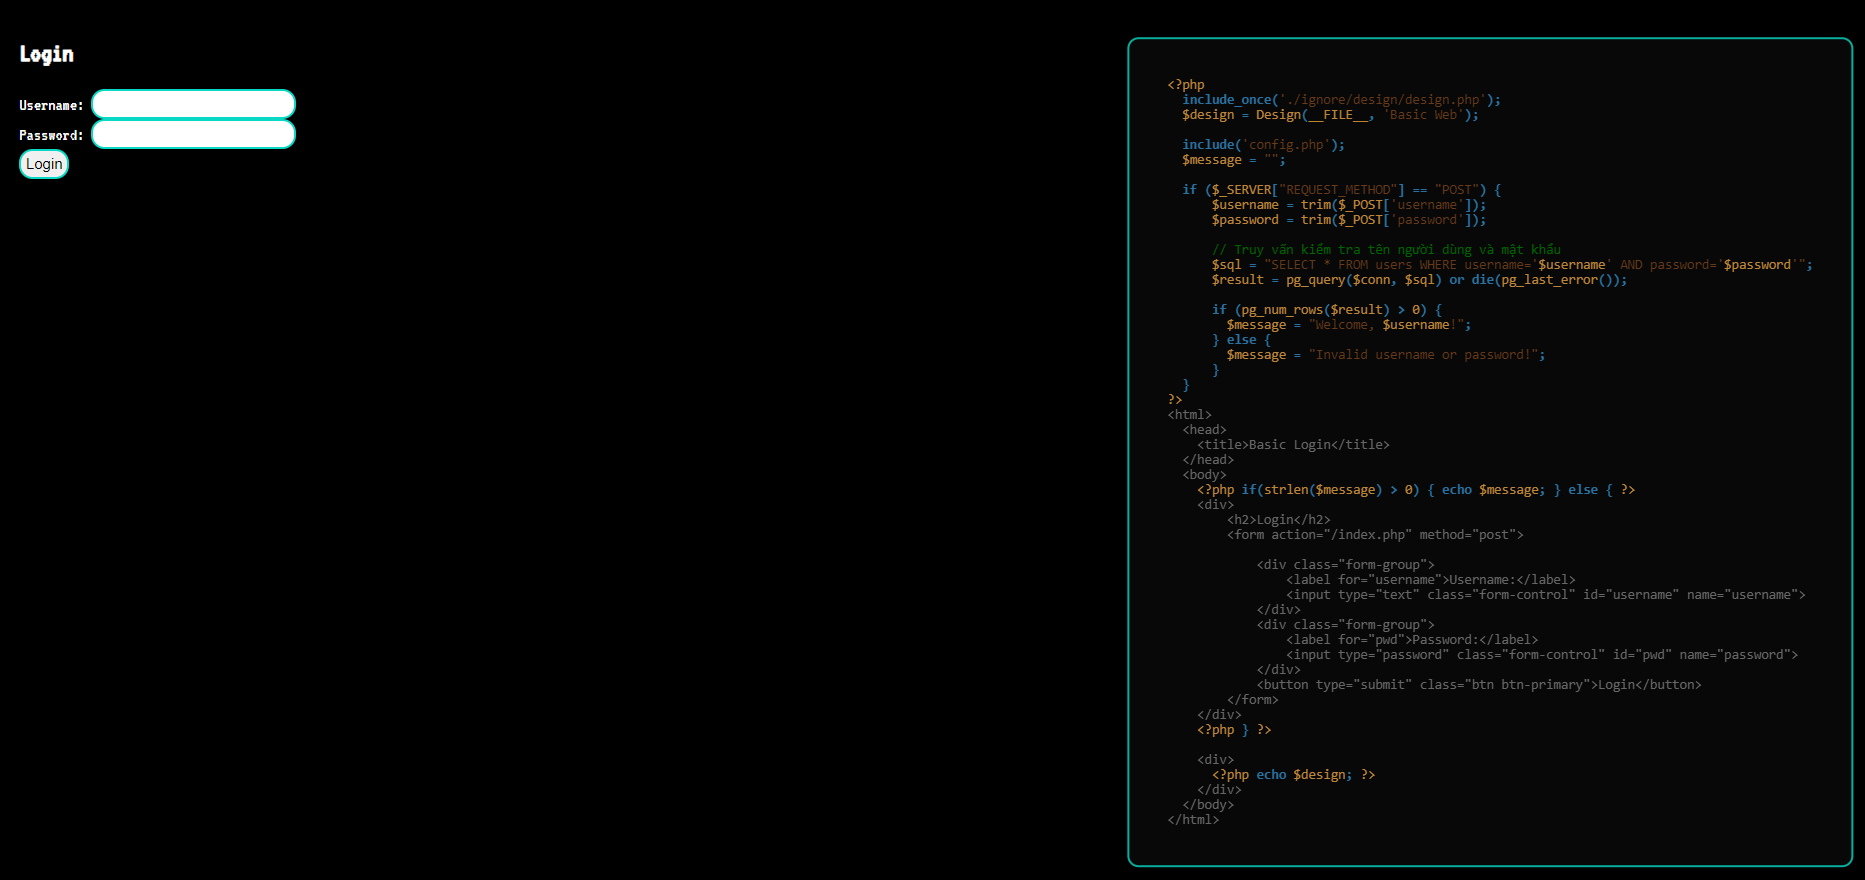 Login
Username:
Password:
Login
<?php
include_once('./ignore/design/design.php');
$design = Design(__FILE__, 'Basic Web');
include('config.php');
$message = "";
if ($_SERVER["REQUEST_METHOD"] == "POST") {
$username = trim($_POST['username']);
$password = trim($_POST['password']);
// Truy vấn kiểm tra tên người dùng và mật khẩu
$sql = "SELECT * FROM users WHERE username='$username' AND password='$password'";
$result = pg_query($conn, $sql) or die(pg_last_error());
if (pg_num_rows($result) > 0) {
$message = "Welcome, $username!";
} else {
$message = "Invalid username or password!";
}
}
?>
<html>
<head>
<title>Basic Login</title>
</head>
<body>
<?php if(strlen($message) > 0) { echo $message; } else { ?>
<div>
<h2>Login</h2>
<form action="/index.php" method="post">
<div class="form-group">
<label for="username">Username:</label>
<input type="text" class="form-control" id="username" name="username">
</div>
<div class="form-group">
<label for="pwd">Password:</label>
<input type="password" class="form-control" id="pwd" name="password">
</div>
<button type="submit" class="btn btn-primary">Login</button>
</form>
</div>
<?php } ?>
<div>
<?php echo $design; ?>
</div>
</body>
</html>